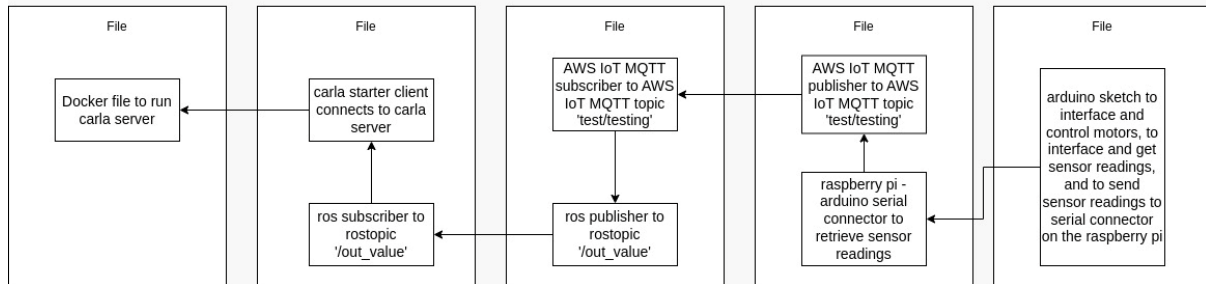 File
Docker file to run
carla server
File
carla starter client
connects to carla
server
ros subscriber to
rostopic
'/out_value'
File
AWS IoT MQTT
subscriber to AWS
IoT MQTT topic
'test/testing'
ros publisher to
rostopic
'/out_value'
File
AWS IoT MQTT
publisher to AWS
IoT MQTT topic
'test/testing'
raspberry pi -
arduino serial
connector to
retrieve sensor
readings
File
arduino sketch to
interface and
control motors, to
interface and get
sensor readings,
and to send
sensor readings to
serial connector
on the raspberry pi